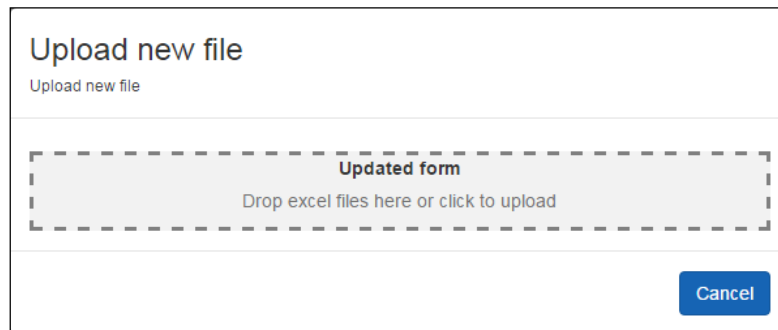 Upload new file
Upload new file
Updated form
Drop excel files here or click to upload
Cancel